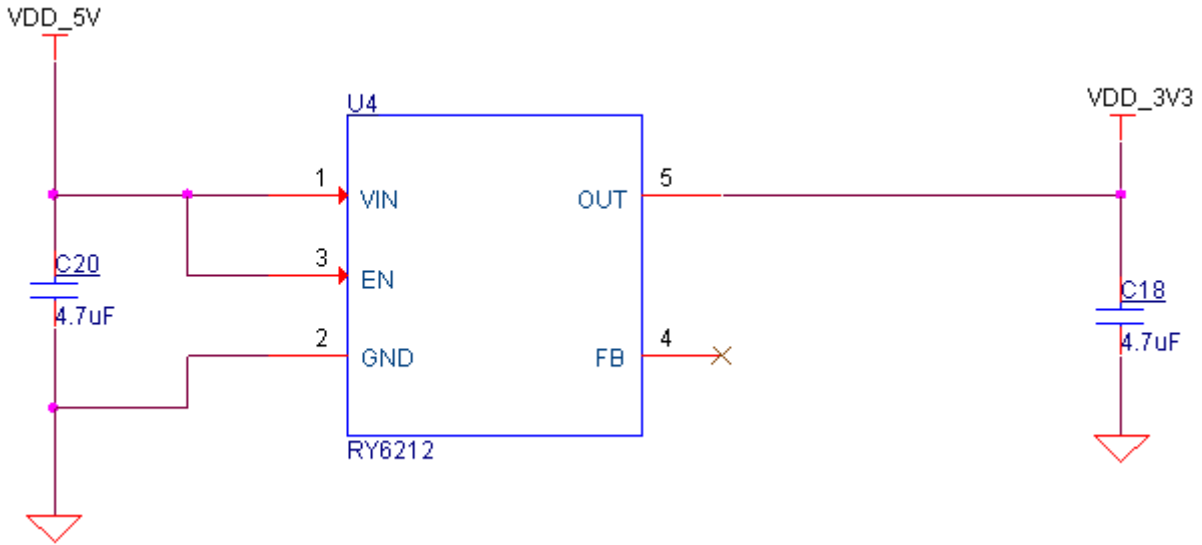 VDD_5V
VDD_3V3
U4
1
VIN
OUT
5
3
EN
C20
4.7uF
C18
4.7uF
2
GND
FB
4
RY6212